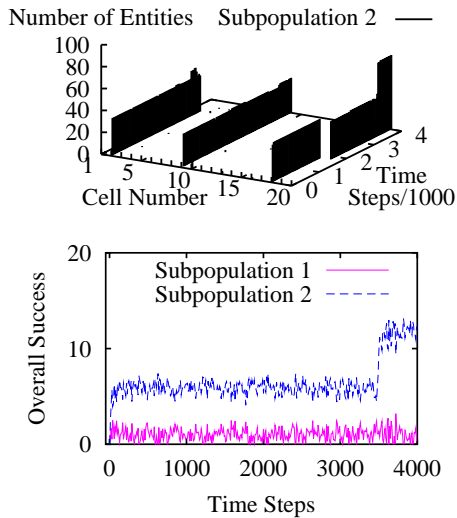 Number of Entities Subpopulation 2
100
80
60
40
20
0
1
5
10
15
20
Cell Number
0
1
2
3
4
Time
Steps/1000
20
10
0
Overall Success
Subpopulation 1
Subpopulation 2
0 1000 2000 3000 4000
Time Steps